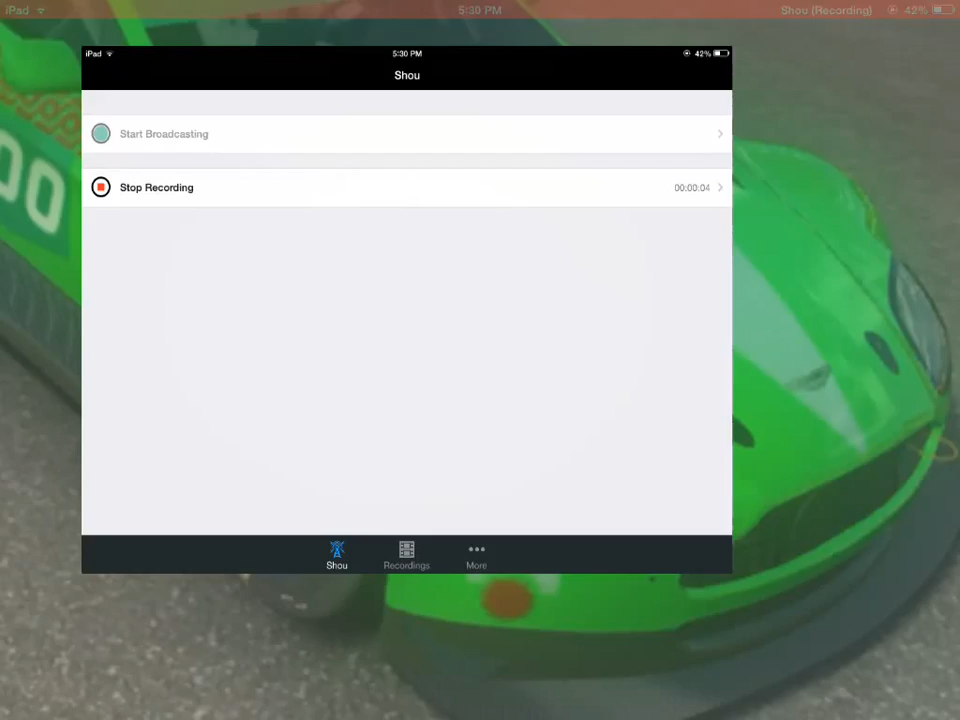 iPad 5:30 PM Shou (Recording) 42%
iPad 5:30 PM 42%
Shou
Start Broadcasting
Stop Recording 00:00:04
00
Shou Recordings More